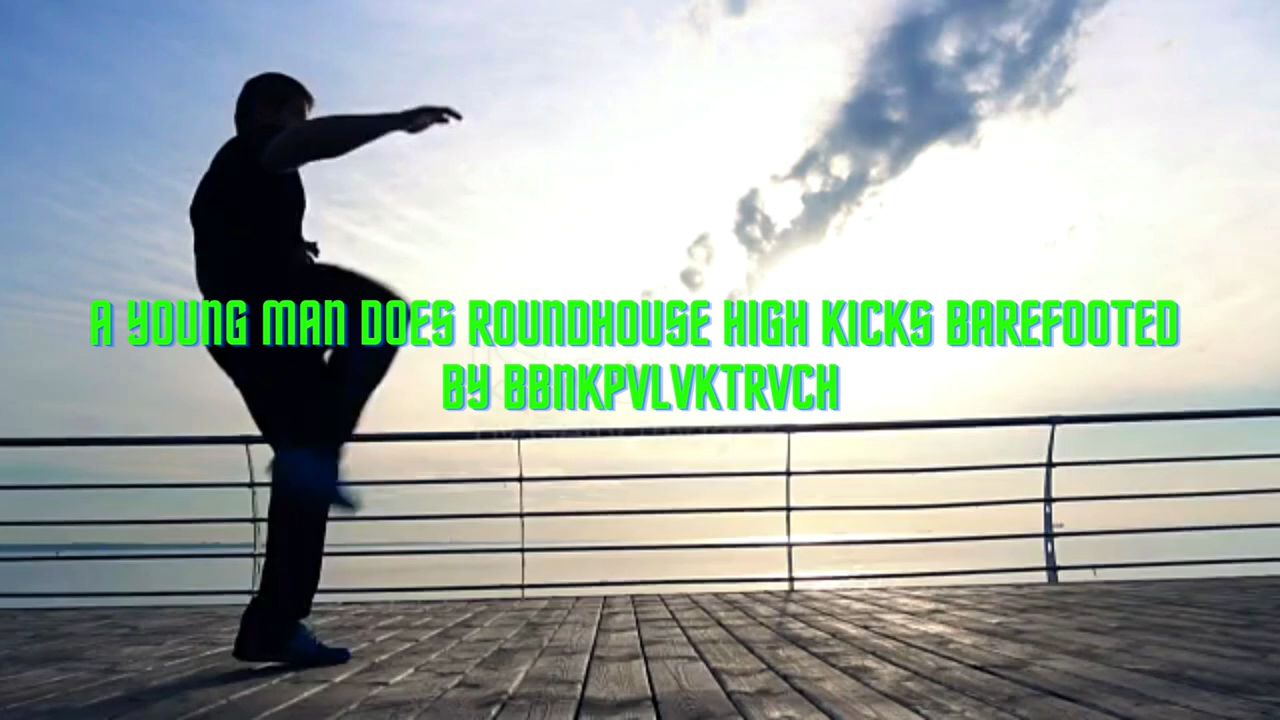 A YOUNG MAN DOES ROUNDHOUSE HIGH KICKS BAREFOOTED
BY BBNKPVLVKTRVCH